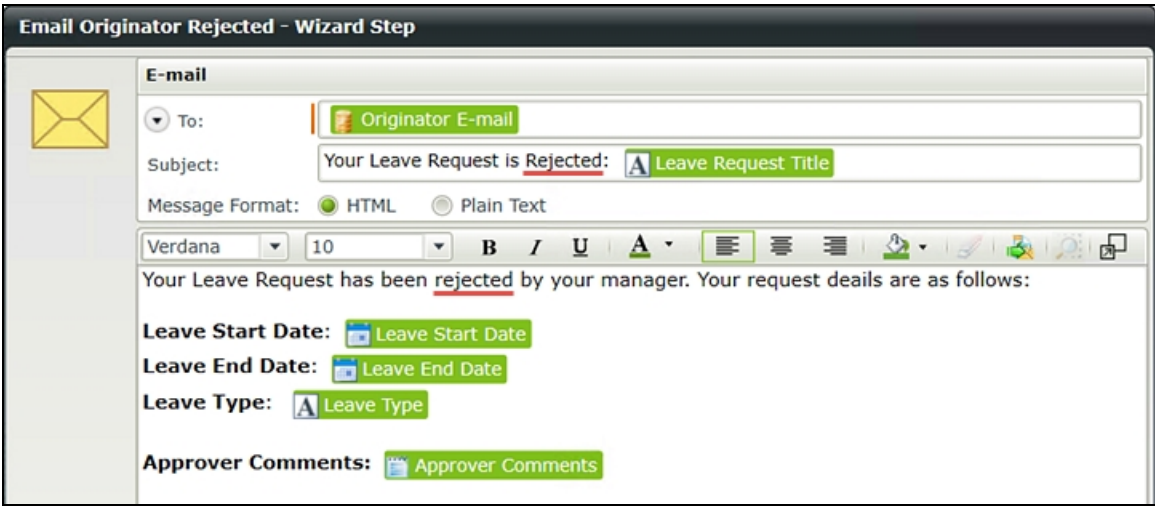 Email Originator Rejected - Wizard Step
E-mail
To: Originator E-mail
Subject: Your Leave Request is Rejected: A Leave Request Title
Message Format: HTML Plain Text
Verdana 10 B I U A
Your Leave Request has been rejected by your manager. Your request deails are as follows:
Leave Start Date: Leave Start Date
Leave End Date: Leave End Date
Leave Type: A Leave Type
Approver Comments: Approver Comments